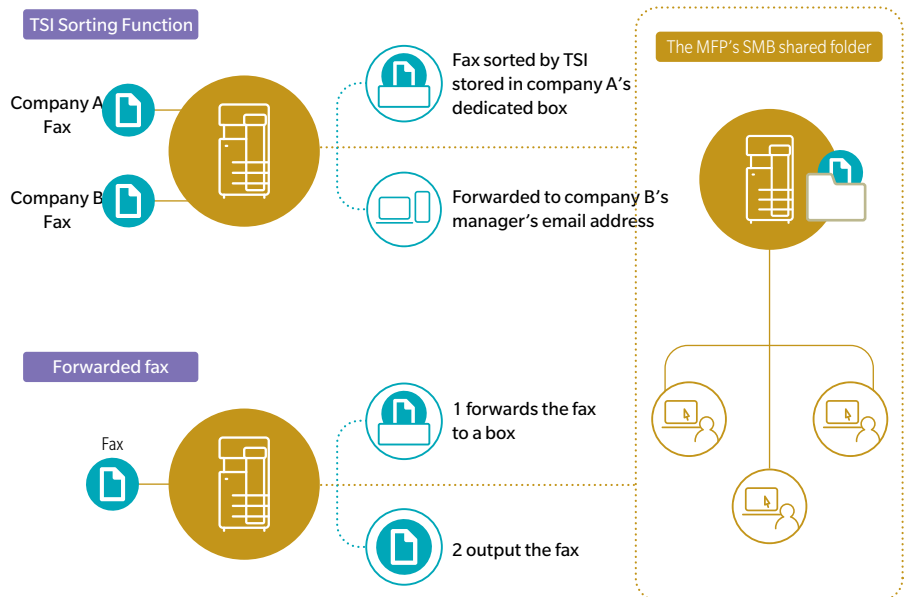 TSI Sorting Function
Company A
Fax
Company B
Fax
Fax sorted by TSI
stored in company A's
dedicated box
Forwarded to company B's
manager's email address
The MFP's SMB shared folder
Forwarded fax
Fax
1 forwards the fax
to a box
2 output the fax